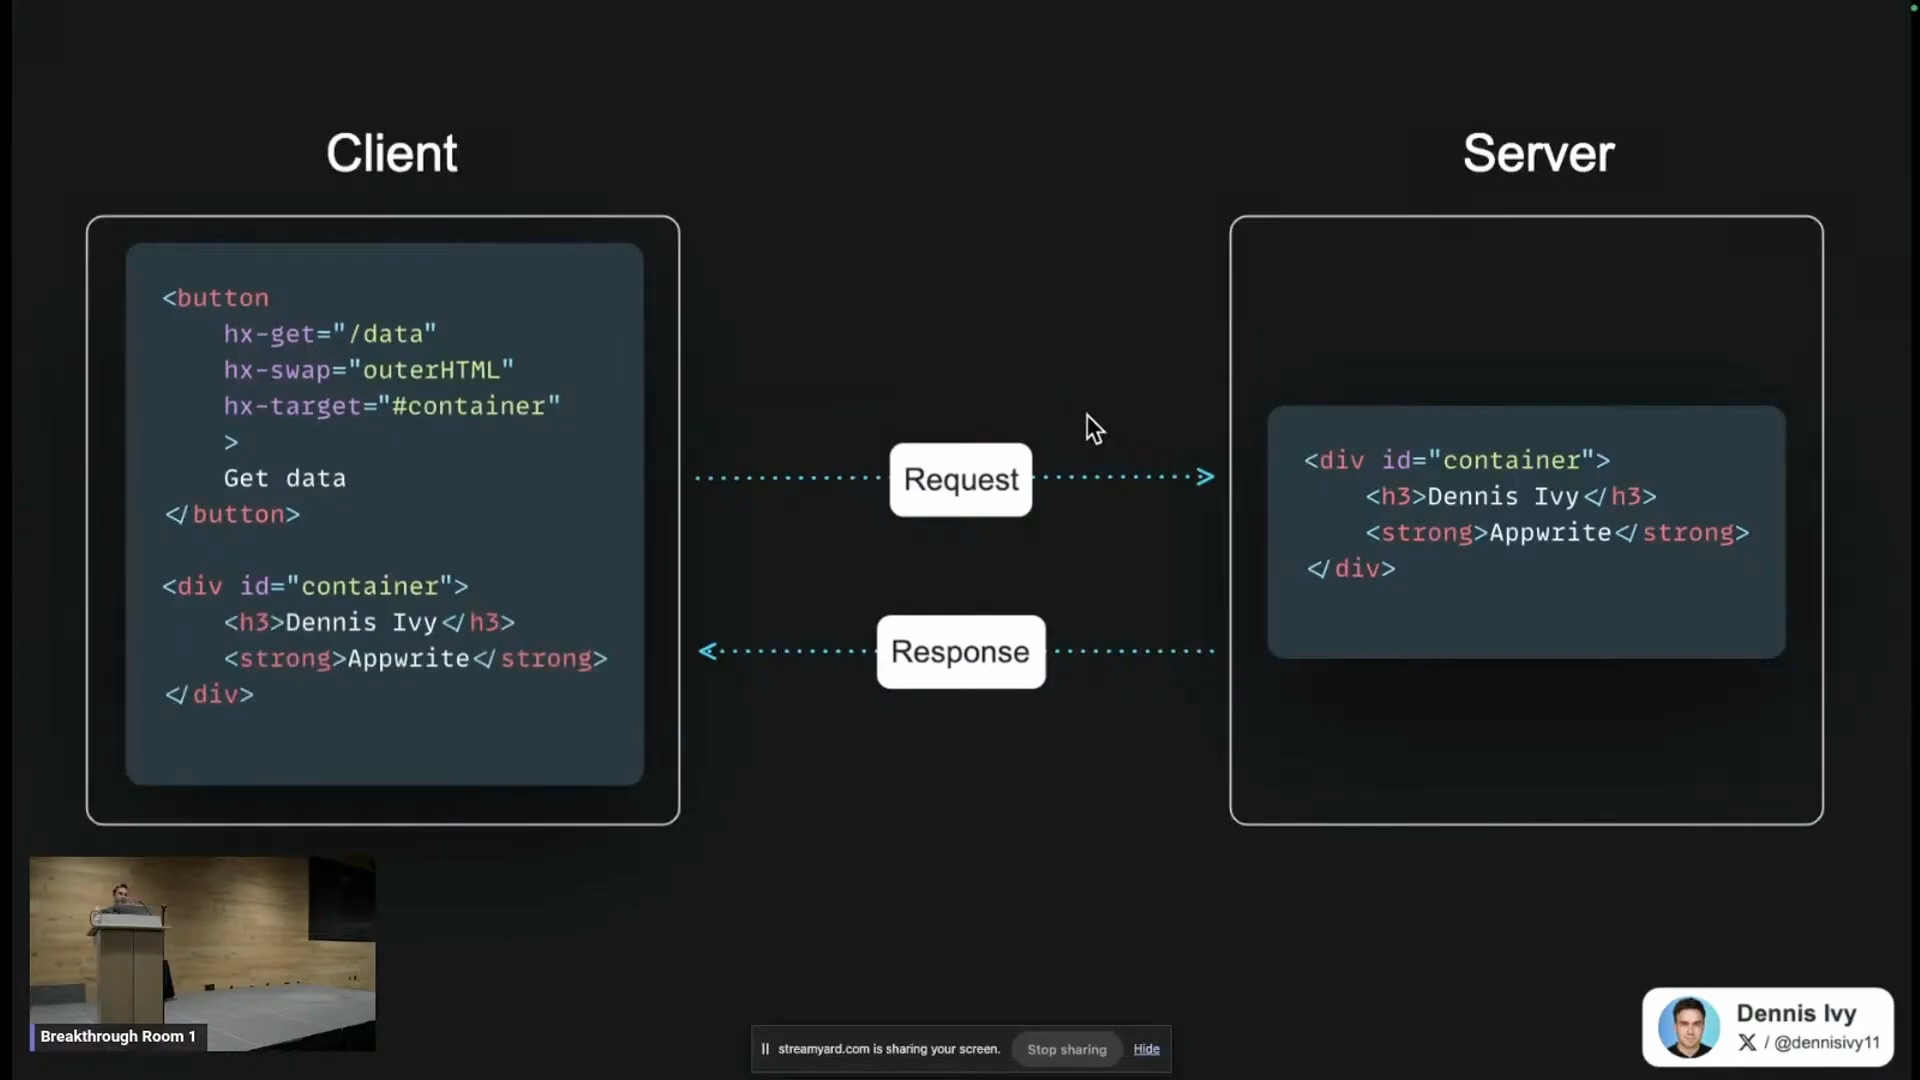 Client
Server
<button
hx-get="/data"
hx-swap="outerHTML"
hx-target="#container"
>
Get data
</button>
<div id="container">
<h3>Dennis Ivy</h3>
<strong>Appwrite</strong>
</div>
Request
Response
<div id="container">
<h3>Dennis Ivy</h3>
<strong>Appwrite</strong>
</div>
Breakthrough Room 1
streamyard.com is sharing your screen.
Stop sharing
Hide
Dennis Ivy
X / @dennisivy11